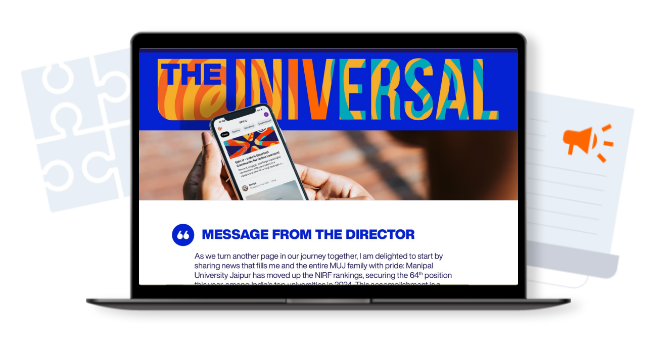 THE UNIVERSAL
MESSAGE FROM THE DIRECTOR
As we turn another page in our journey together, I am delighted to start by
sharing news that fills me and the entire MUJ family with pride: Manipal
University Jaipur has moved up the NIRF rankings, securing the 64th position